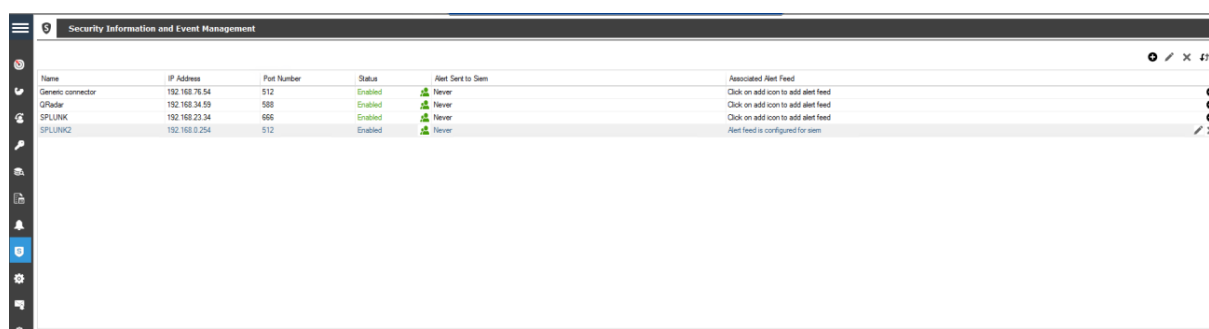 Security Information and Event Management
Name IP Address Port Number Status Alert Sent to Siem Associated Alert Feed
Generic connector 192.168.76.54 512 Enabled Never Click on add icon to add alert feed
QRadar 192.168.34.59 588 Enabled Never Click on add icon to add alert feed
SPLUNK 192.168.23.34 666 Enabled Never Click on add icon to add alert feed
SPLUNK2 192.168.0.254 512 Enabled Never Alert feed is configured for siem